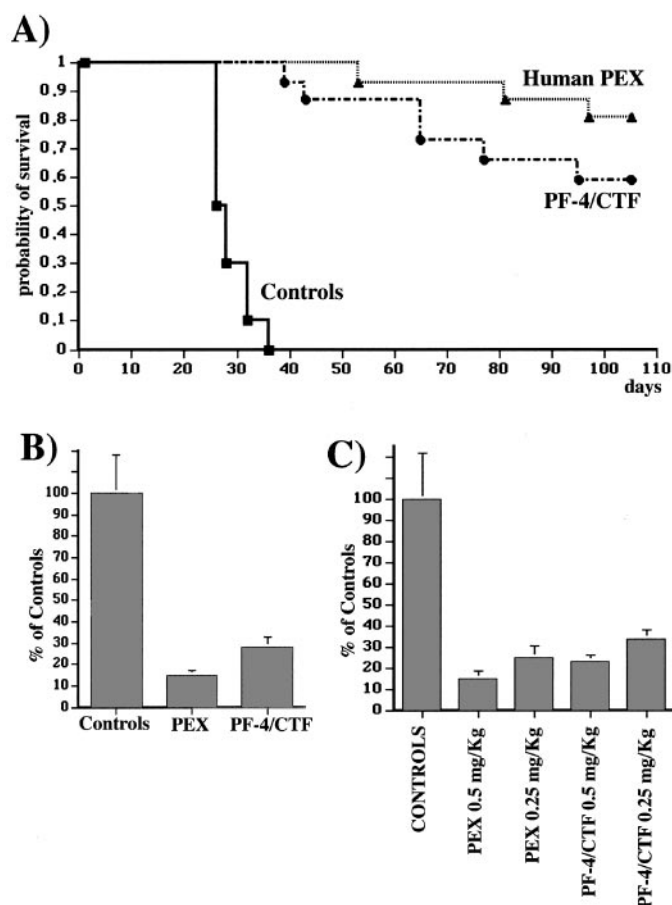 A)
probability of survival
1
0.9
0.8
0.7
0.6
0.5
0.4
0.3
0.2
0.1
0
0 10 20 30 40 50 60 70 80 90 100 110
days
Human PEX
PF-4/CTF
Controls
B)
% of Controls
100
90
80
70
60
50
40
30
20
10
0
Controls PEX PF-4/CTF
C)
% of Controls
100
90
80
70
60
50
40
30
20
10
0
CONTROLS
PEX 0.5 mg/Kg
PEX 0.25 mg/Kg
PF-4/CTF 0.5 mg/Kg
PF-4/CTF 0.25 mg/Kg